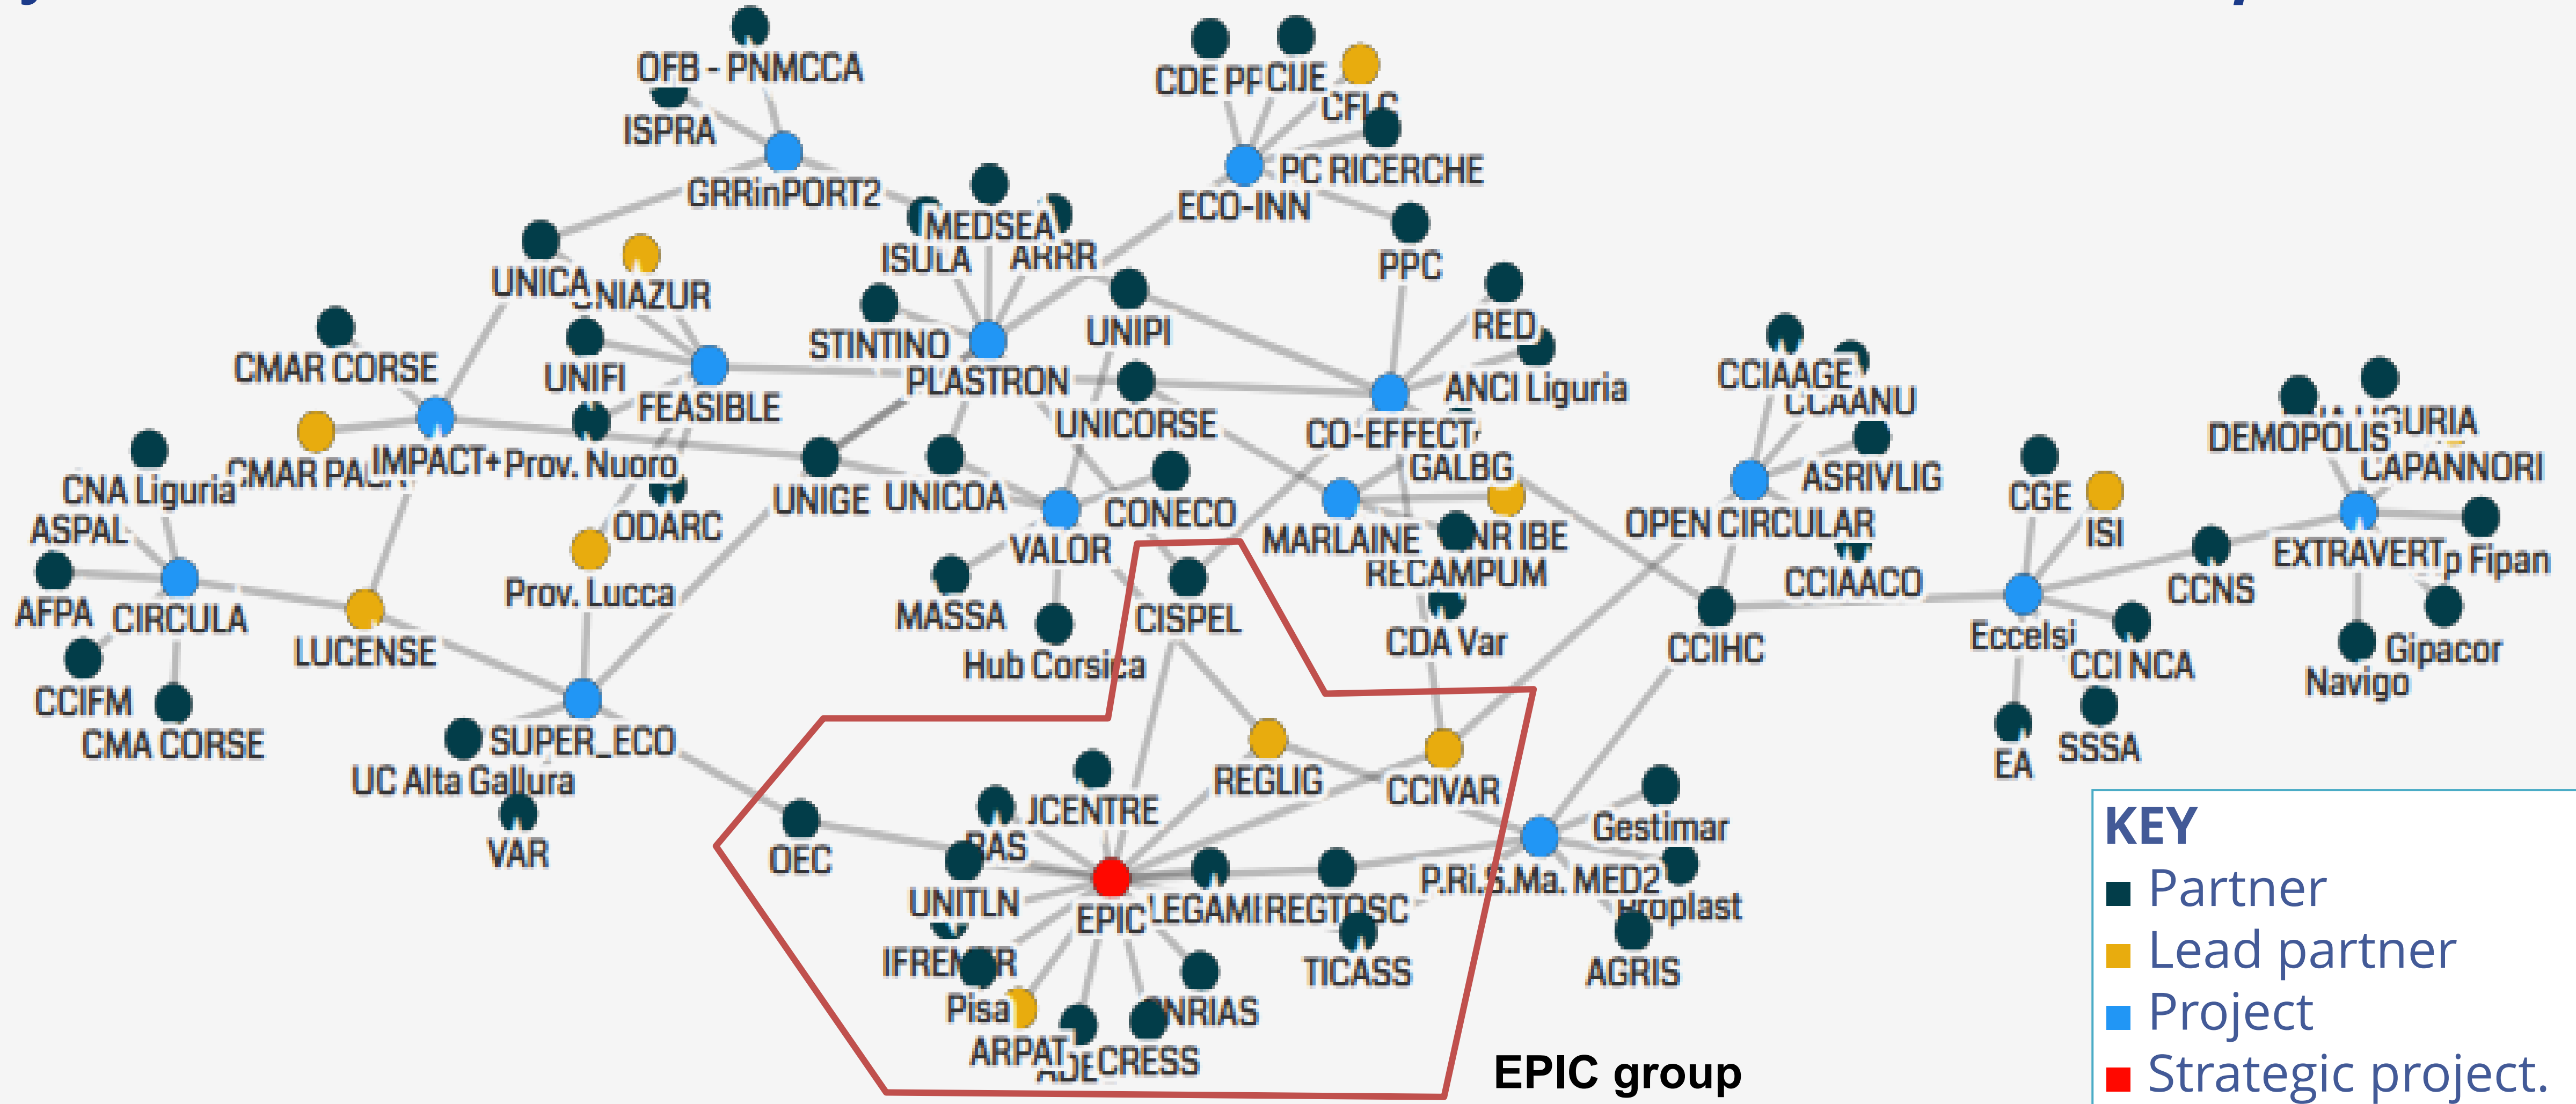 OFB - PNMCCA
ISPRA
GRRinPORT2
CDE PP
CIJE
CFLC
PC RICERCHE
ECO-INN
PPC
MEDSEA
ISULA
ARRR
UNICA
UNIPI
STINTINO
PLASTRON
RED
ANCI Liguria
CMAR CORSE
UNIFI
FEASIBLE
UNICORSE
CO-EFFECT
CCIAAGE
ASRIVLIG
DEMOPOLIS
CAPANNORI
CNA Liguria
IMPACT+
Prov. Nuoro
GALBG
ASPAL
ODARC
UNIGE
UNICOA
CONECO
OPEN CIRCULAR
CGE
ISI
VALOR
MARLAINE
NR IBE
RECAMPUM
CCIAACO
EXTRAVERT
p Fipan
AFPA
CIRCULA
LUCENSE
Prov. Lucca
MASSA
CISPEL
CDA Var
CCIHC
CCNS
Eccelsi
CCI NCA
Gipacor
Navigo
Hub Corsica
CCIFM
CMA CORSE
SUPER_ECO
UC Alta Gallura
VAR
EA
SSSA
REGLIG
CCIVAR
JCENTRE
OEC
UNITLN
EPIC
LEGAMI
REGTOSC
P.Ri.S.Ma. MED2
Gestimar
AGRIS
TICASS
Pisa
NRIAS
ARPAT
CRESS
EPIC group
KEY
Partner
Lead partner
Project
Strategic project.